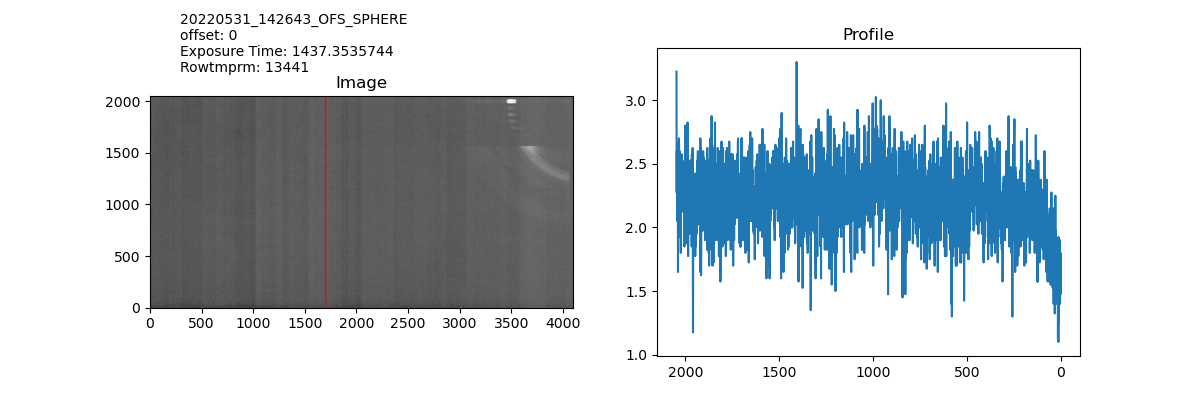 20220531_142643_OFS_SPHERE
offset: 0
Exposure Time: 1437.3535744
Rowtmprm: 13441
Image
2000
1500
1000
500
0
0 500 1000 1500 2000 2500 3000 3500 4000
Profile
3.0
2.5
2.0
1.5
1.0
2000 1500 1000 500 0